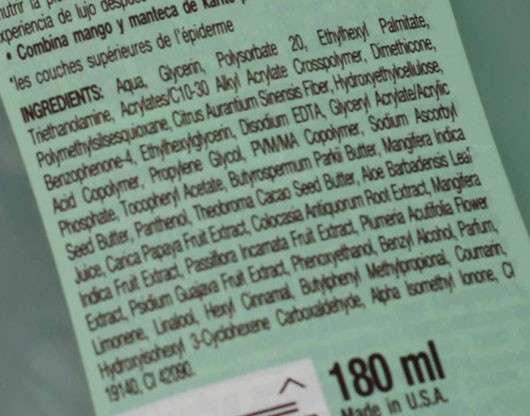 nutrir la
experiencia de lujo después
• Combina mango y manteca de karité
*les couches supérieures de l'épiderme
INGREDIENTS: Aqua, Glycerin, Polysorbate 20, Ethylhexyl Palmitate,
Triethanolamine, Acrylates/C10-30 Alkyl Acrylate Crosspolymer, Dimethicone,
Polymethylsilsesquioxane, Citrus Aurantium Sinensis Fiber, Hydroxyethylcellulose,
Benzophenone-4, Ethylhexylglycerin, Disodium EDTA, Glyceryl Acrylate/Acrylic
Acid Copolymer, Propylene Glycol, PVM/MA Copolymer, Sodium Ascorbyl
Phosphate, Tocopheryl Acetate, Butyrospermum Parkii Butter, Mangifera Indica
Seed Butter, Panthenol, Theobroma Cacao Seed Butter, Aloe Barbadensis Leaf
Juice, Carica Papaya Fruit Extract, Colocasia Antiquorum Root Extract, Mangifera
Indica Fruit Extract, Passiflora Incarnata Fruit Extract, Plumeria Acutifolia Flower
Extract, Psidium Guajava Fruit Extract, Phenoxyethanol, Benzyl Alcohol, Parfum,
Limonene, Linalool, Hexyl Cinnamal, Butylphenyl Methylpropional, Coumarin,
Hydroxyisohexyl 3-Cyclohexene Carboxaldehyde, Alpha Isomethyl Ionone, CI
19140, CI 42090.
180 ml
Made in U.S.A.